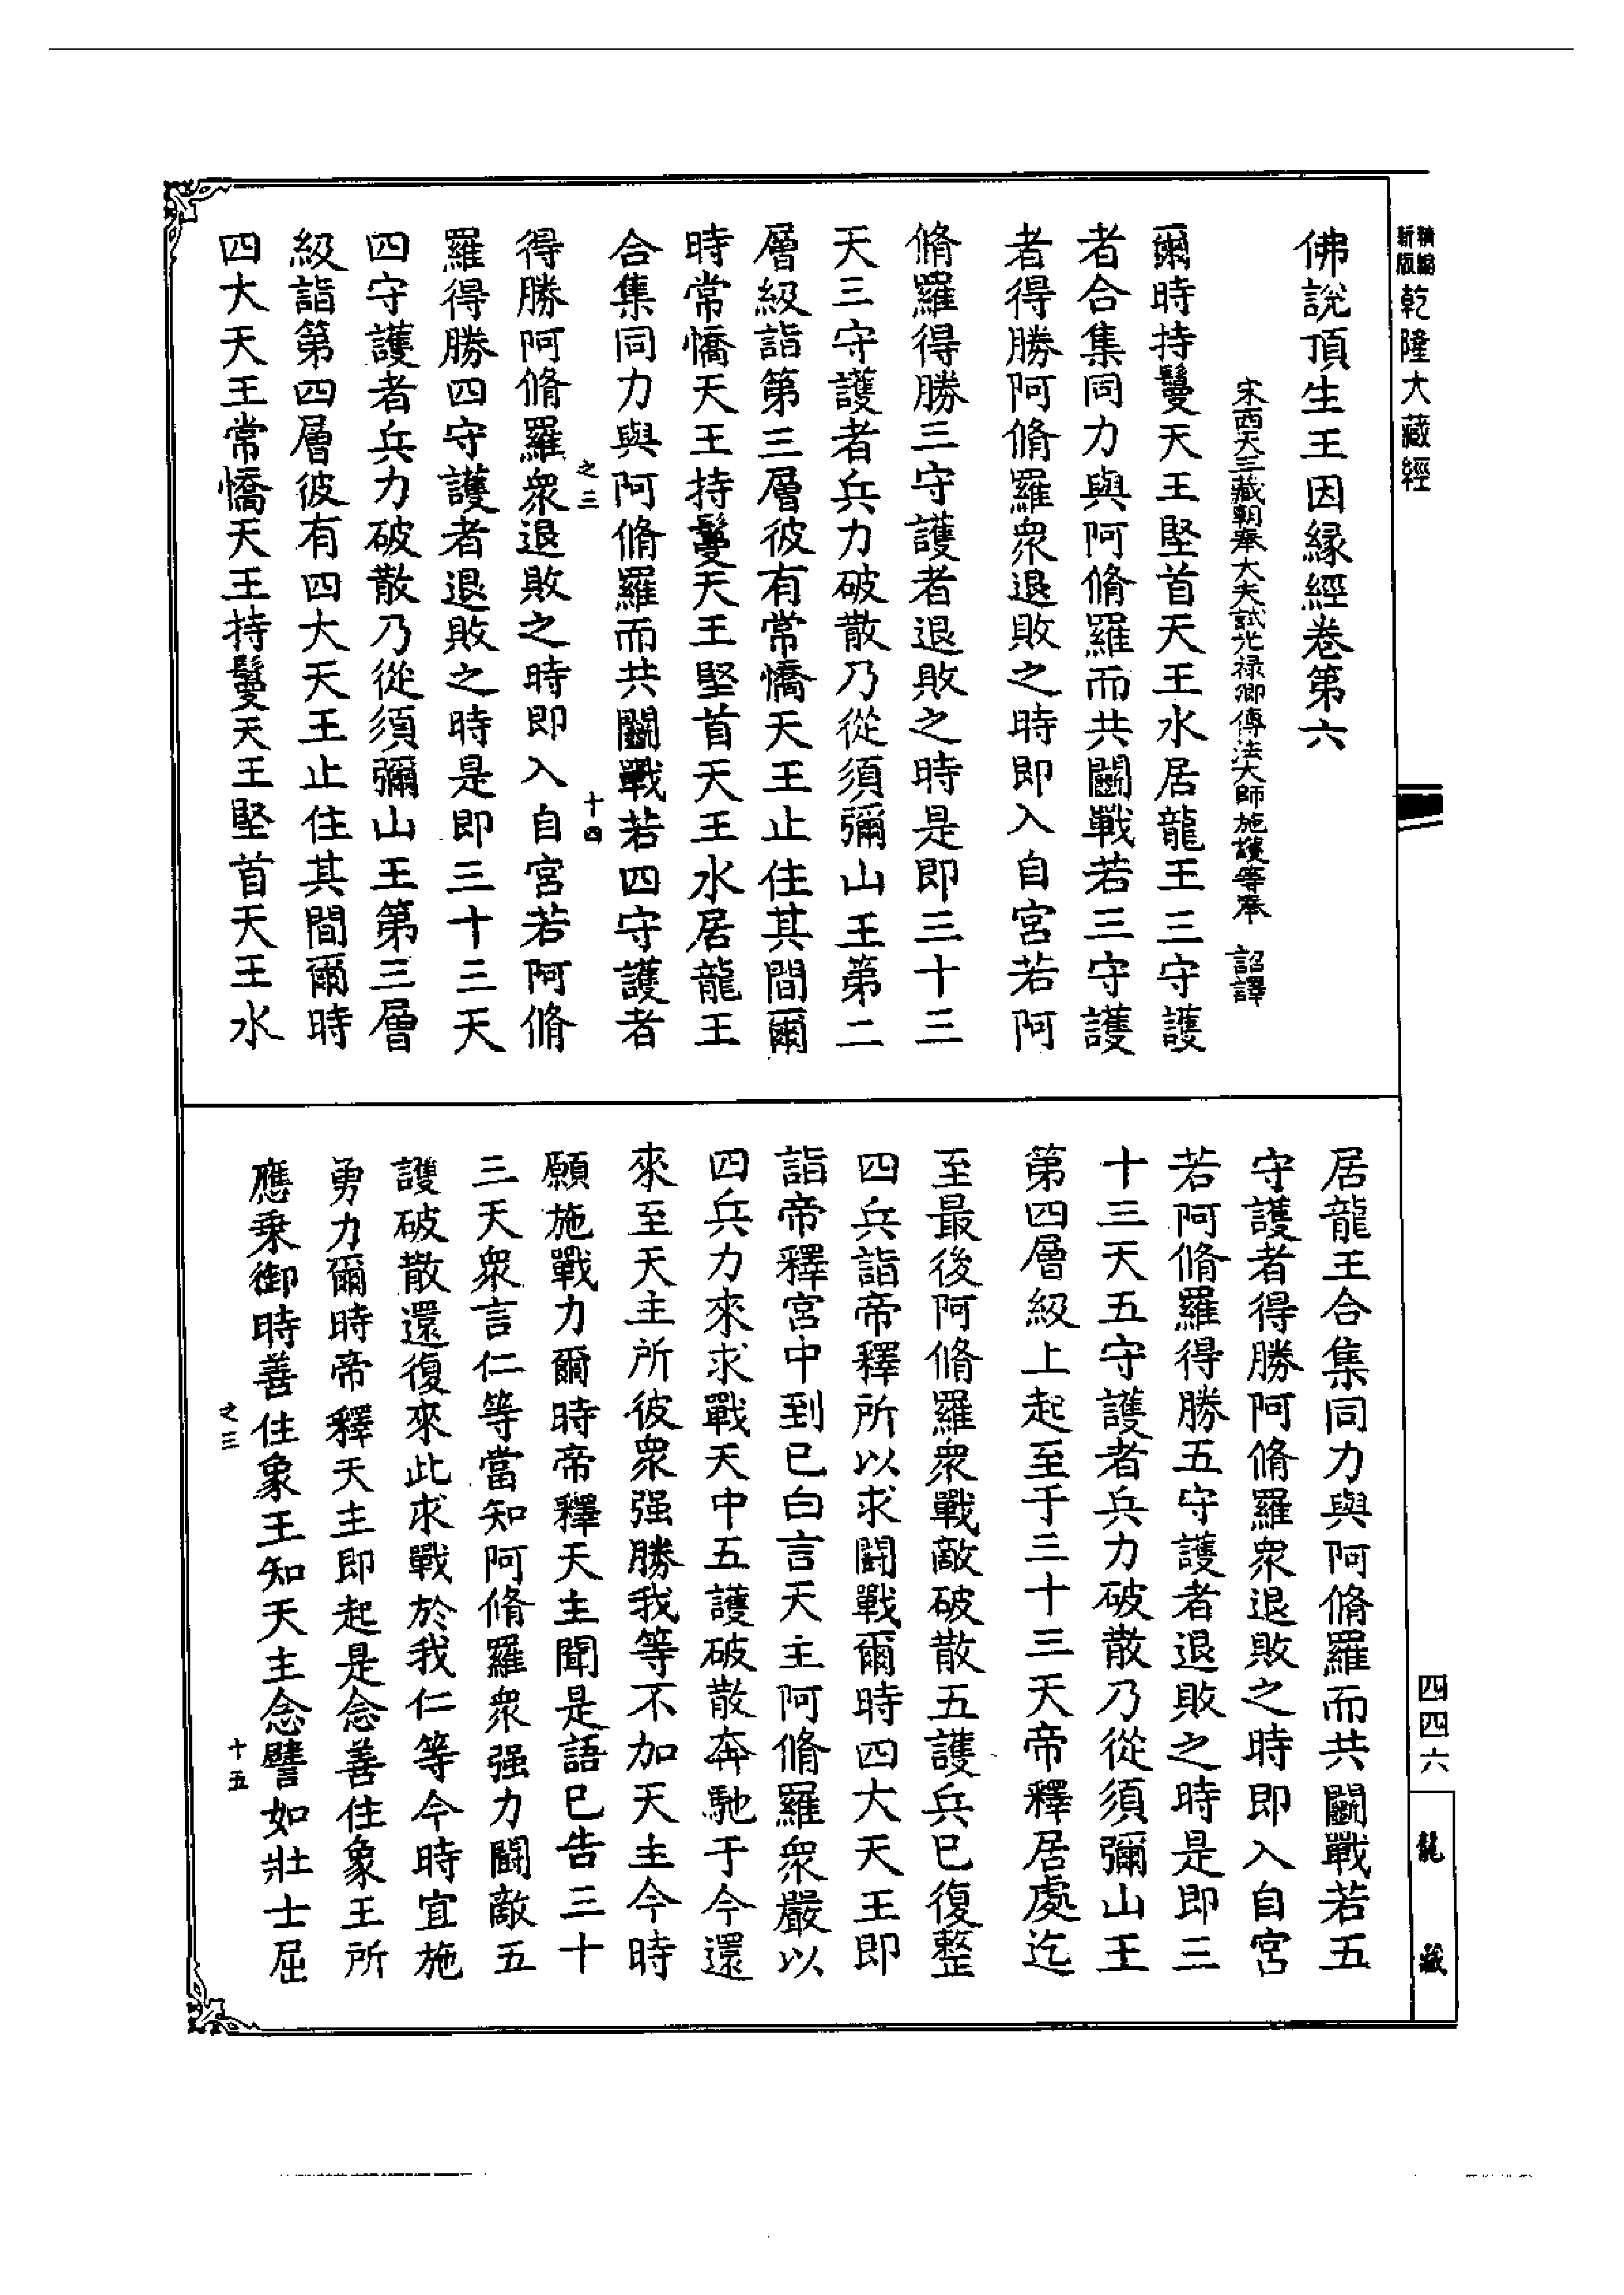 精縮新版乾隆大藏經
佛說頂生王因緣經卷第六
宋西天三藏朝奉大夫試光祿卿傳法大師施護等奉 詔譯
爾時持鬘天王堅首天王水居龍王三守護
者合集同力與阿脩羅而共鬭戰若三守護
者得勝阿脩羅衆退敗之時即入自宮若阿
脩羅得勝三守護者退敗之時是即三十三
天三守護者兵力破散乃從須彌山王第二
層級詣第三層彼有常憍天王止住其間爾
時常憍天王持鬘天王堅首天王水居龍王
合集同力與阿脩羅而共鬭戰若四守護者
之三 十四
得勝阿脩羅衆退敗之時即入自宮若阿脩
羅得勝四守護者退敗之時是即三十三天
四守護者兵力破散乃從須彌山王第三層
級詣第四層彼有四大天王止住其間爾時
四大天王常憍天王持鬘天王堅首天王水
居龍王合集同力與阿脩羅而共鬭戰若五
守護者得勝阿脩羅衆退敗之時即入自宮
若阿脩羅得勝五守護者退敗之時是即三
十三天五守護者兵力破散乃從須彌山王
第四層級上起至于三十三天帝釋居處迄
至最後阿脩羅衆戰敵破散五護兵已復整
四兵詣帝釋所以求鬭戰爾時四大天王即
詣帝釋宮中到已白言天主阿脩羅衆嚴以
四兵力來求戰天中五護破散奔馳于今還
來至天主所彼衆强勝我等不加天主今時
願施戰力爾時帝釋天主聞是語已告三十
三天衆言仁等當知阿脩羅衆强力鬭敵五
護破散還復來此求戰於我仁等今時宜施
勇力爾時帝釋天主即起是念善住象王所
應乘御時善住象王知天主念譬如壯士屈
之三 十五
四四六
龍藏